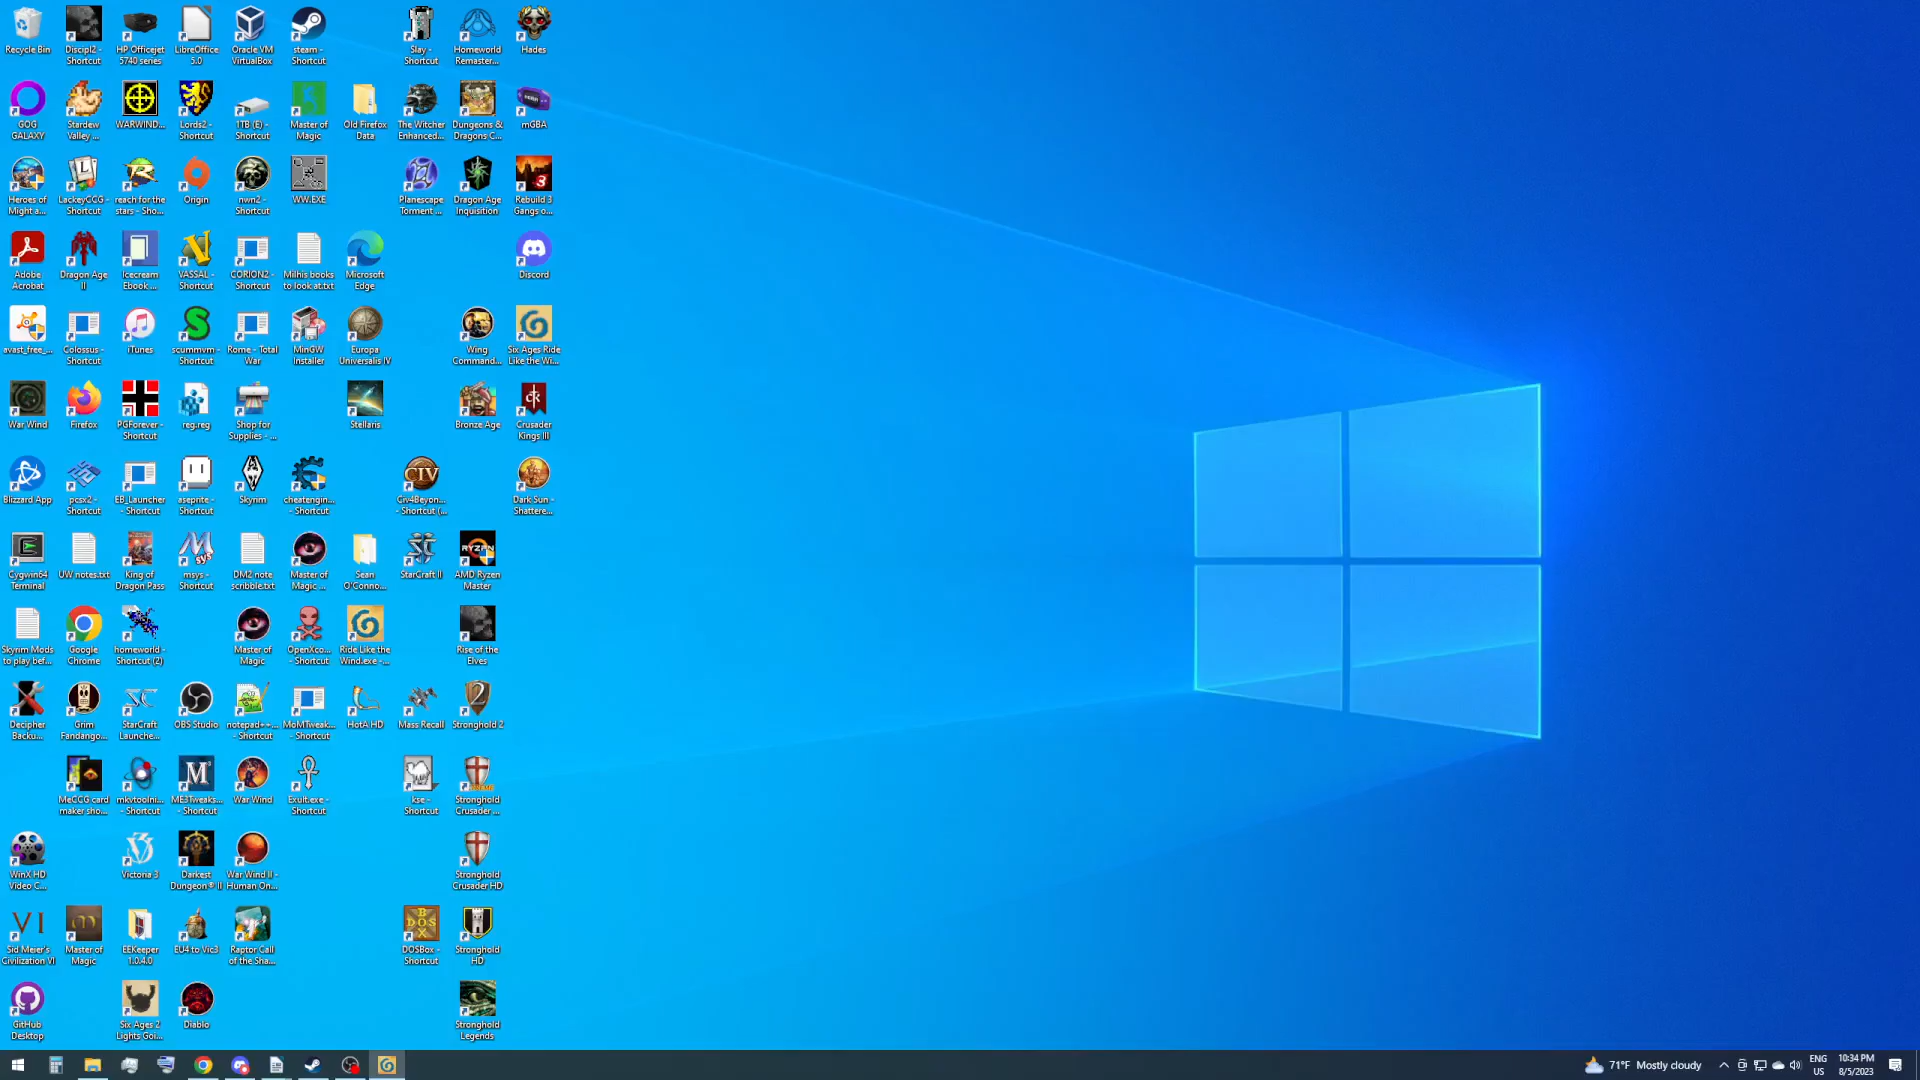 Recycle Bin
Discipl2 -
Shortcut
HP Officejet
5740 series
LibreOffice
5.0
Oracle VM
VirtualBox
steam -
Shortcut
Slay -
Shortcut
Homeworld
Remaster...
Hades
GOG
GALAXY
Stardew
Valley ...
WARWIND...
Lords2 -
Shortcut
1TB (E) -
Shortcut
Master of
Magic
Old Firefox
Data
The Witcher
Enhanced...
Dungeons &
Dragons C...
mGBA
Heroes of
Might a...
LackeyCCG -
Shortcut
reach for the
stars - Sho...
Origin
nwn2 -
Shortcut
WW.EXE
Planescape
Torment ...
Dragon Age
Inquisition
Rebuild 3
Gangs o...
Adobe
Acrobat
Dragon Age
II
Icecream
Ebook ...
VASSAL -
Shortcut
CORION2 -
Shortcut
Milhis books
to look at.txt
Microsoft
Edge
Discord
avast_free_...
Colossus -
Shortcut
iTunes
scummvm -
Shortcut
Rome - Total
War
MinGW
Installer
Europa
Universalis IV
Wing
Command...
Six Ages Ride
Like the Wi...
War Wind
Firefox
PGForever -
Shortcut
reg.reg
Shop for
Supplies - ...
Stellaris
Bronze Age
Crusader
Kings III
Blizzard App
pcsx2 -
Shortcut
EB_Launcher
- Shortcut
aseprite -
Shortcut
Skyrim
cheatengin...
- Shortcut
CIV
Civ4Beyon...
- Shortcut (...
Dark Sun -
Shattere...
Cygwin64
Terminal
UW notes.txt
King of
Dragon Pass
msys -
Shortcut
DM2 note
scribble.txt
Master of
Magic ...
Sean
O'Conno...
StarCraft II
RYZEN
AMD Ryzen
Master
Skyrim Mods
to play bef...
Google
Chrome
homeworld -
Shortcut (2)
Master of
Magic
OpenXco...
- Shortcut
Ride Like the
Wind.exe -...
Rise of the
Elves
Decipher
Backu...
Grim
Fandango...
StarCraft
Launche...
OBS Studio
notepad++...
- Shortcut
MoMTweak...
- Shortcut
HotA HD
Mass Recall
Stronghold 2
MeCCG card
maker sho...
mkvtoolni...
- Shortcut
ME3Tweaks...
- Shortcut
War Wind
Exult.exe -
Shortcut
kse -
Shortcut
Stronghold
Crusader ...
WinX HD
Video C...
Victoria 3
Darkest
Dungeon® II
War Wind II -
Human On...
Stronghold
Crusader HD
VI
Sid Meier's
Civilization VI
Master of
Magic
EEKeeper
1.0.4.0
EU4 to Vic3
Raptor Call
of the Sha...
DOSBox -
Shortcut
Stronghold
HD
GitHub
Desktop
Six Ages 2
Lights Goi...
Diablo
Stronghold
Legends
71°F Mostly cloudy
ENG
US
10:34 PM
8/5/2023